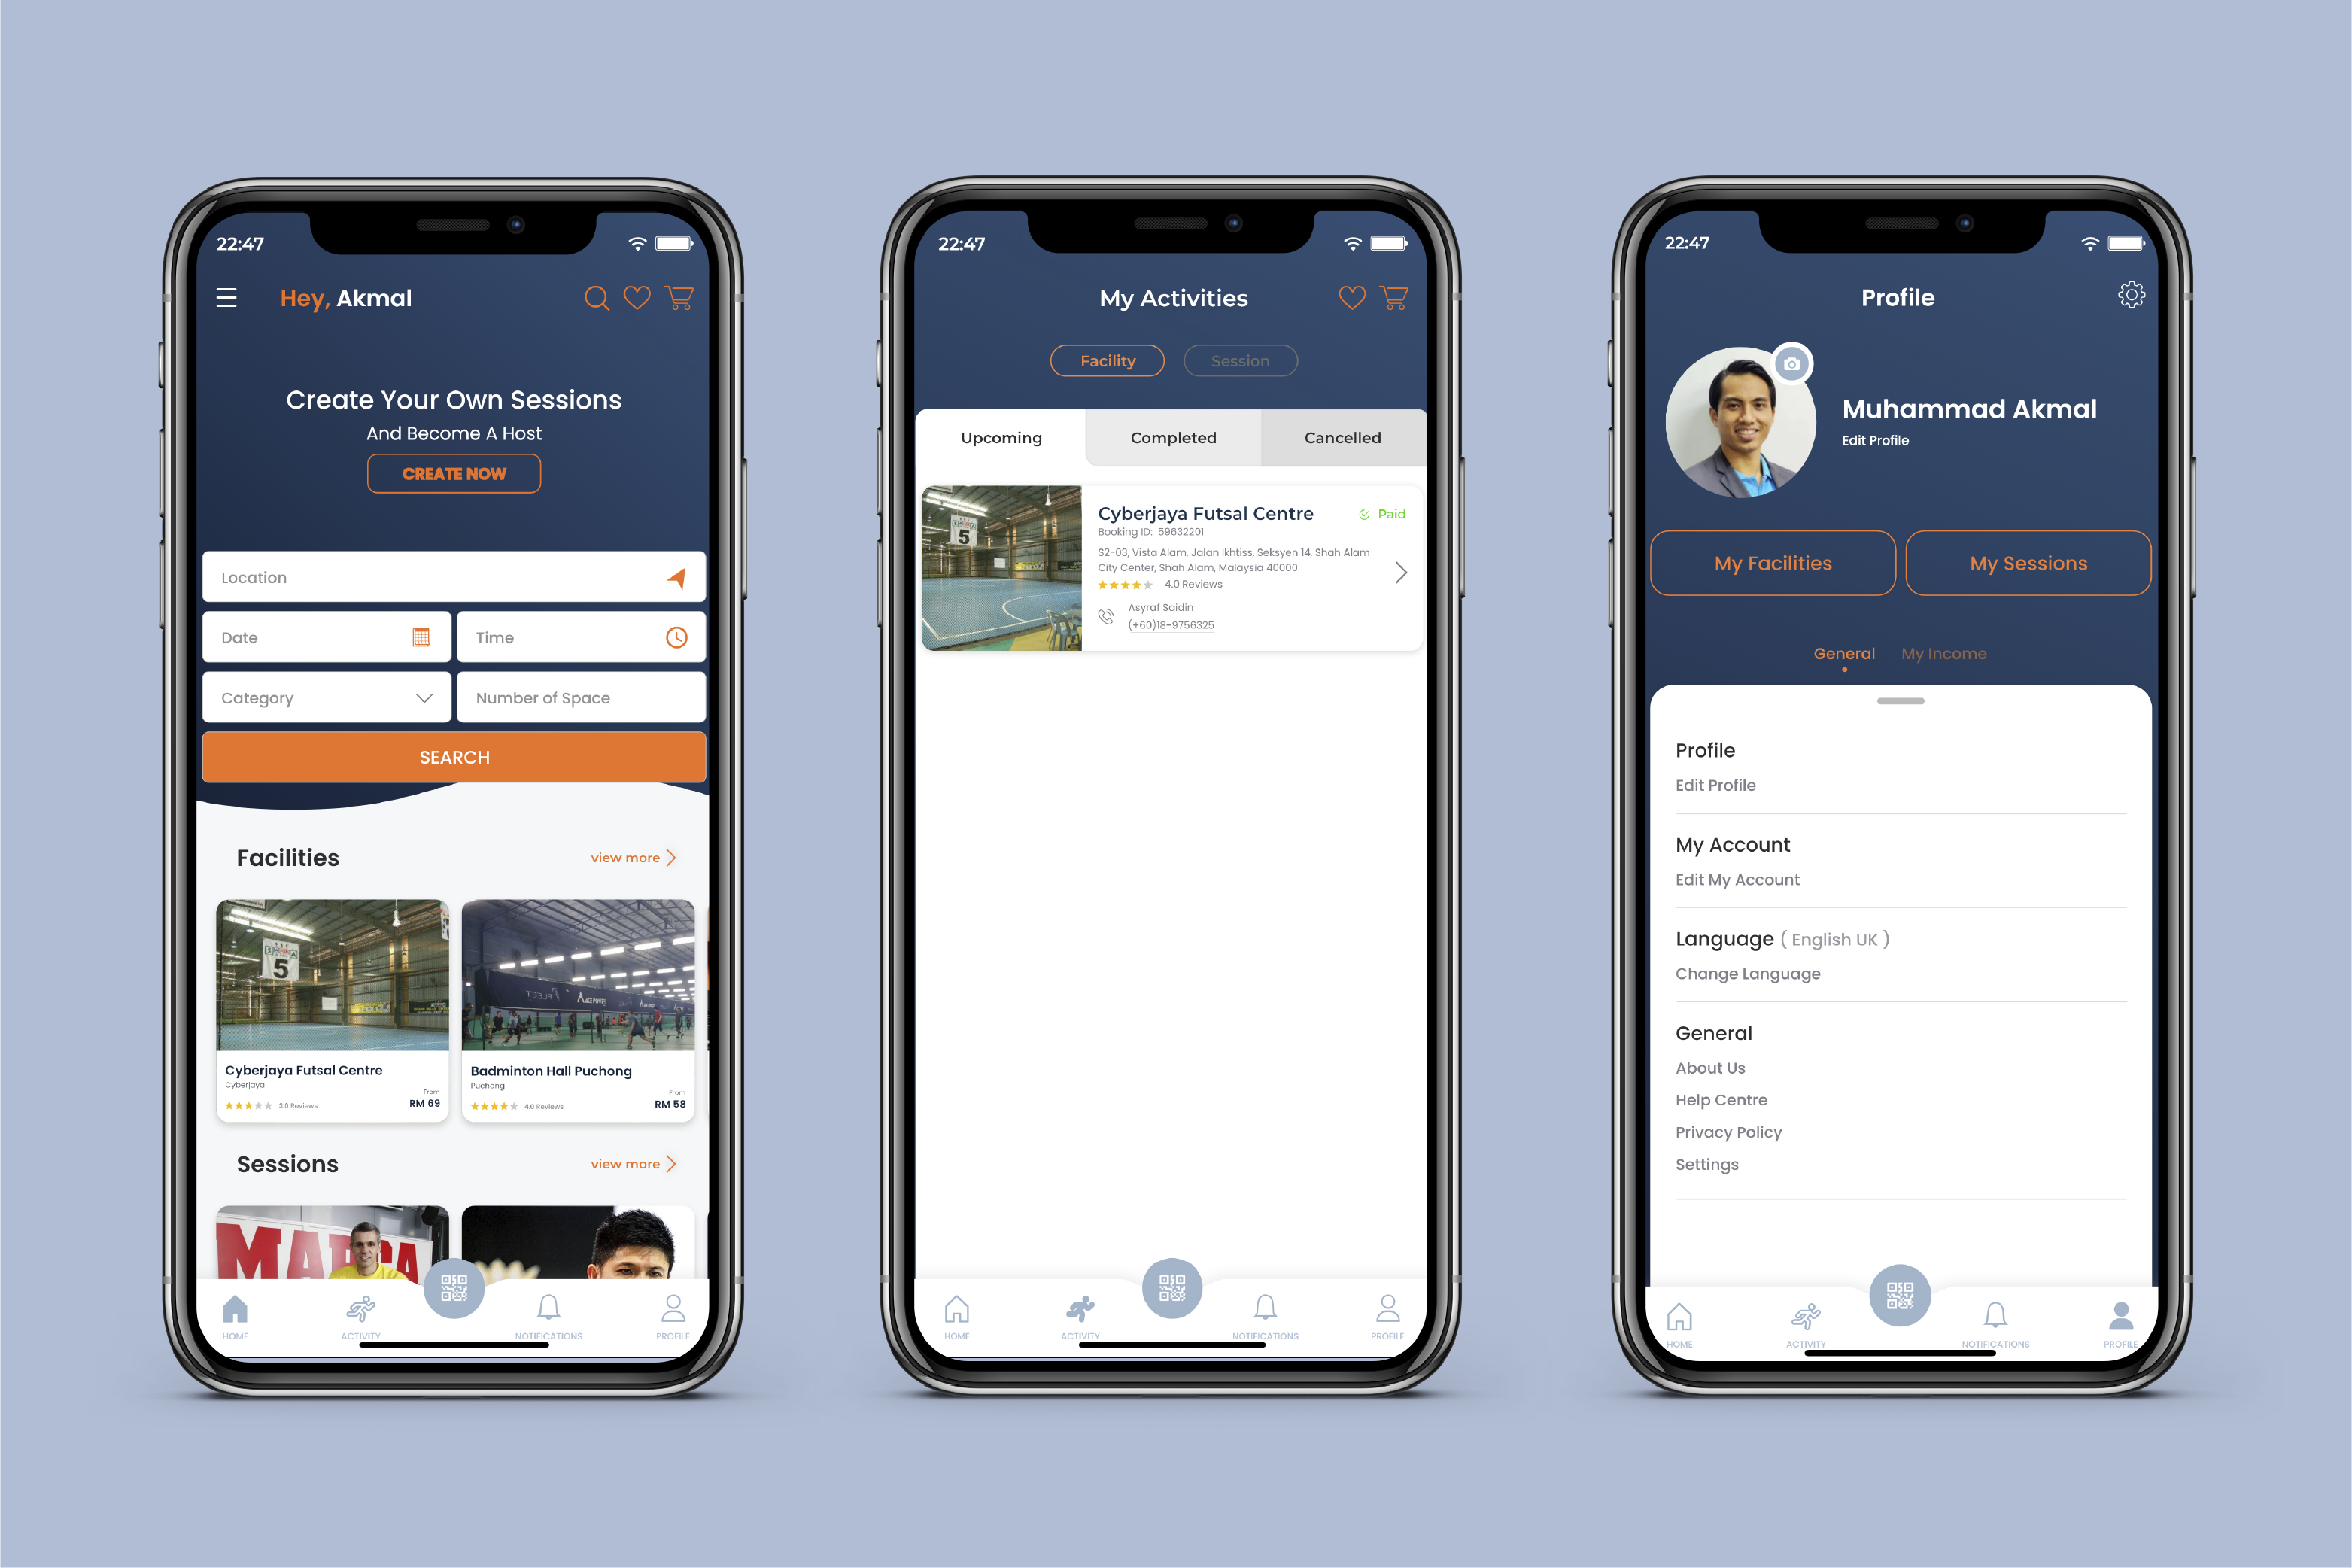 22:47
Hey, Akmal
Create Your Own Sessions
And Become A Host
CREATE NOW
Location
Date
Time
Category
Number of Space
SEARCH
Facilities
view more
5
FLEET
Cyberjaya Futsal Centre
Cyberjaya
3.0 Reviews
From
RM 69
Badminton Hall Puchong
Puchong
4.0 Reviews
From
RM 58
Sessions
view more
MARCA
HOME
ACTIVITY
NOTIFICATIONS
PROFILE
22:47
My Activities
Facility
Session
Upcoming
Completed
Cancelled
5
Cyberjaya Futsal Centre
Paid
Booking ID: 59632201
S2-03, Vista Alam, Jalan Ikhtiss, Seksyen 14, Shah Alam
City Center, Shah Alam, Malaysia 40000
4.0 Reviews
Asyraf Saidin
(+60)18-9756325
HOME
ACTIVITY
NOTIFICATIONS
PROFILE
22:47
Profile
Muhammad Akmal
Edit Profile
My Facilities
My Sessions
General
My Income
Profile
Edit Profile
My Account
Edit My Account
Language ( English UK )
Change Language
General
About Us
Help Centre
Privacy Policy
Settings
HOME
ACTIVITY
NOTIFICATIONS
PROFILE